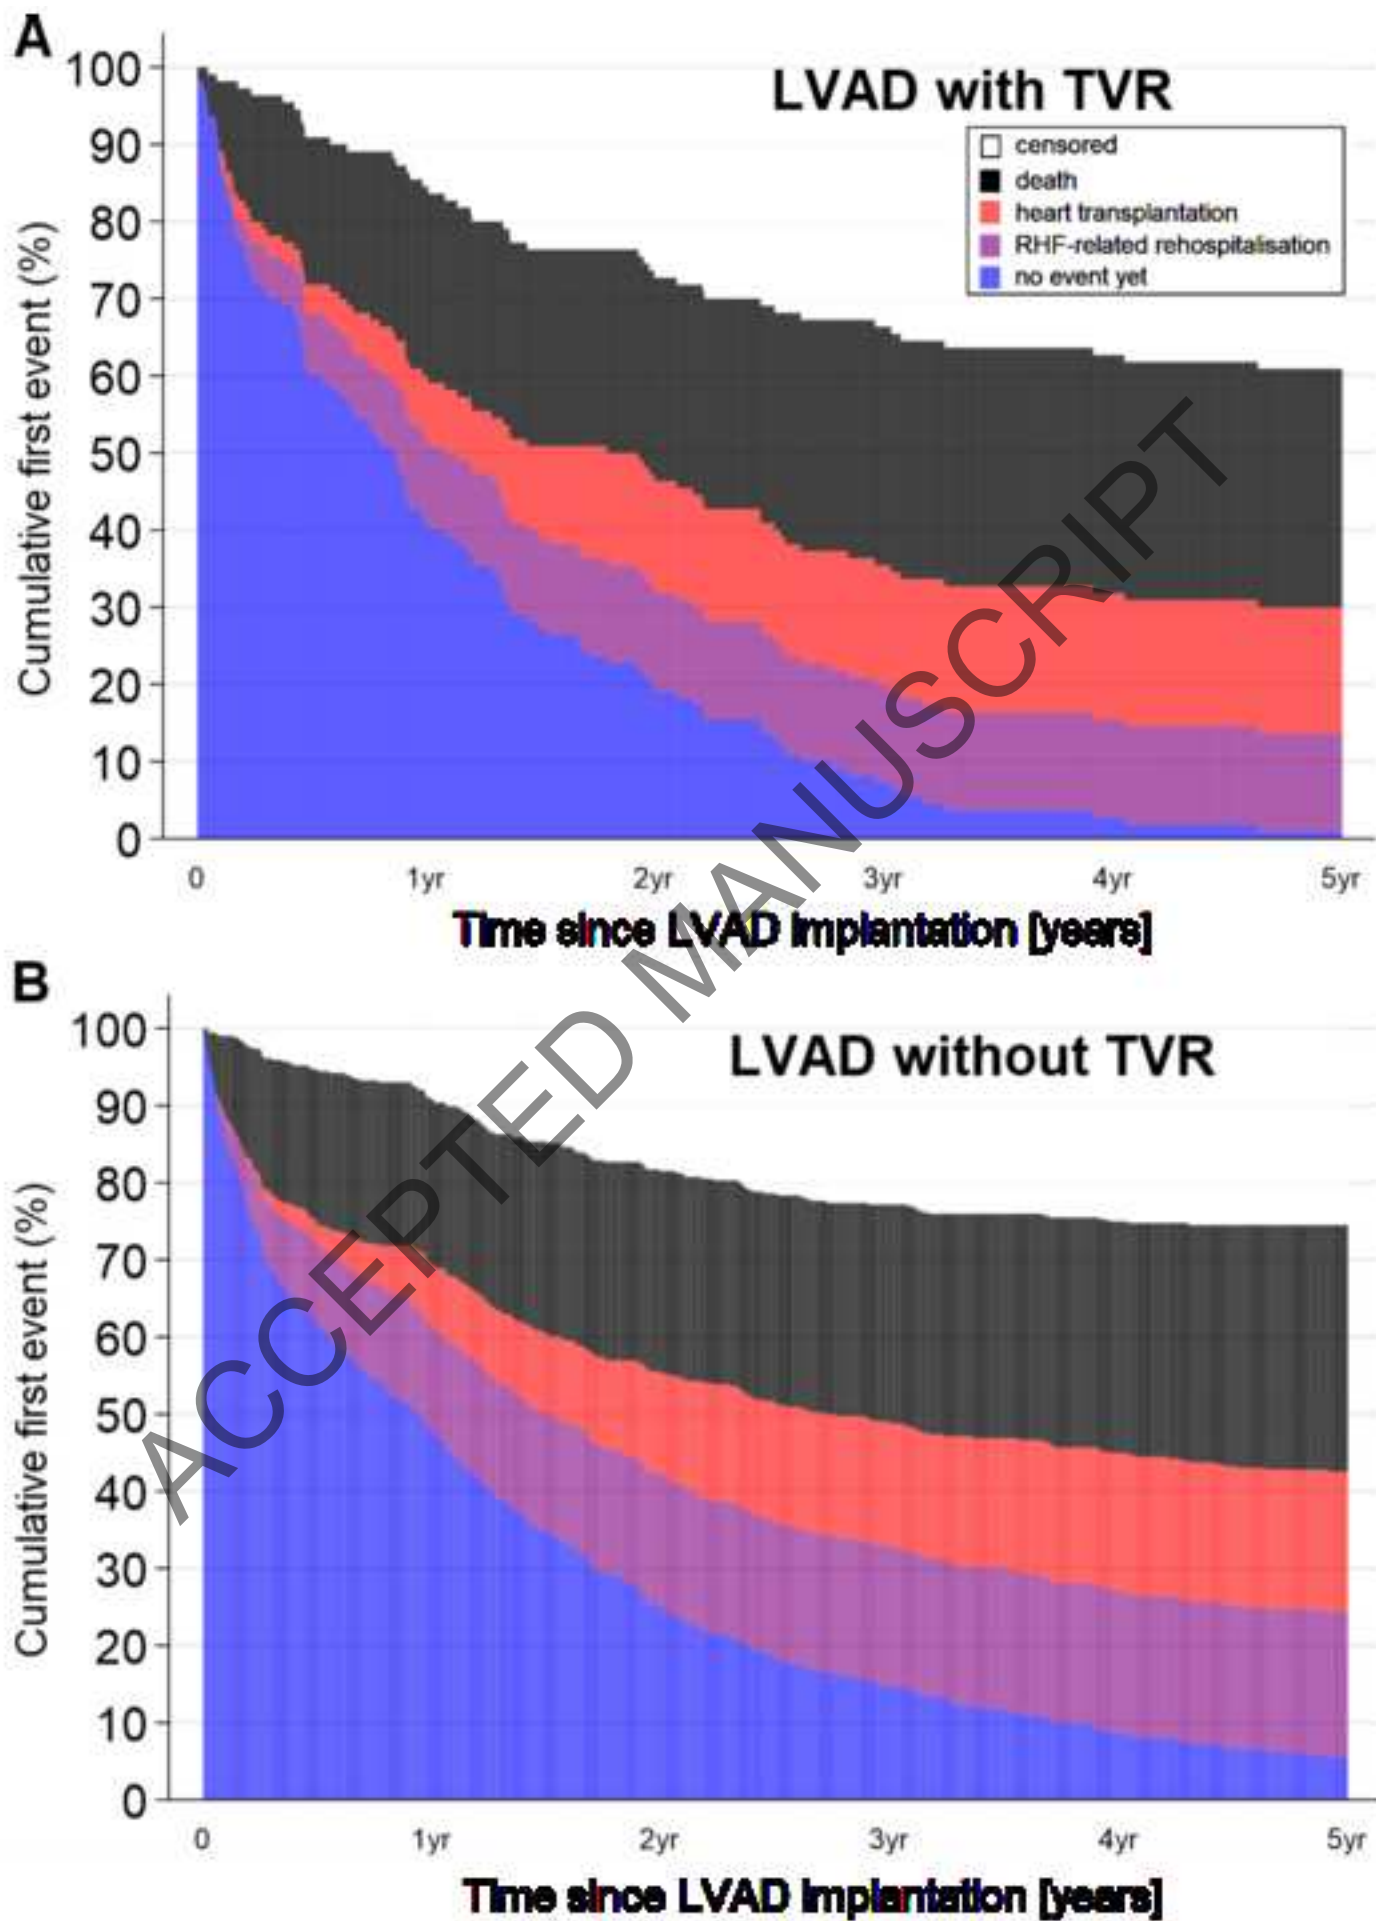 A
LVAD with TVR
censored
death
heart transplantation
RHF-related rehospitalisation
no event yet
Cumulative first event (%)
100
90
80
70
60
50
40
30
20
10
0
0 1yr 2yr 3yr 4yr 5yr
Time since LVAD implantation [years]
B
LVAD without TVR
Cumulative first event (%)
100
90
80
70
60
50
40
30
20
10
0
0 1yr 2yr 3yr 4yr 5yr
Time since LVAD implantation [years]
ACCEPTED MANUSCRIPT